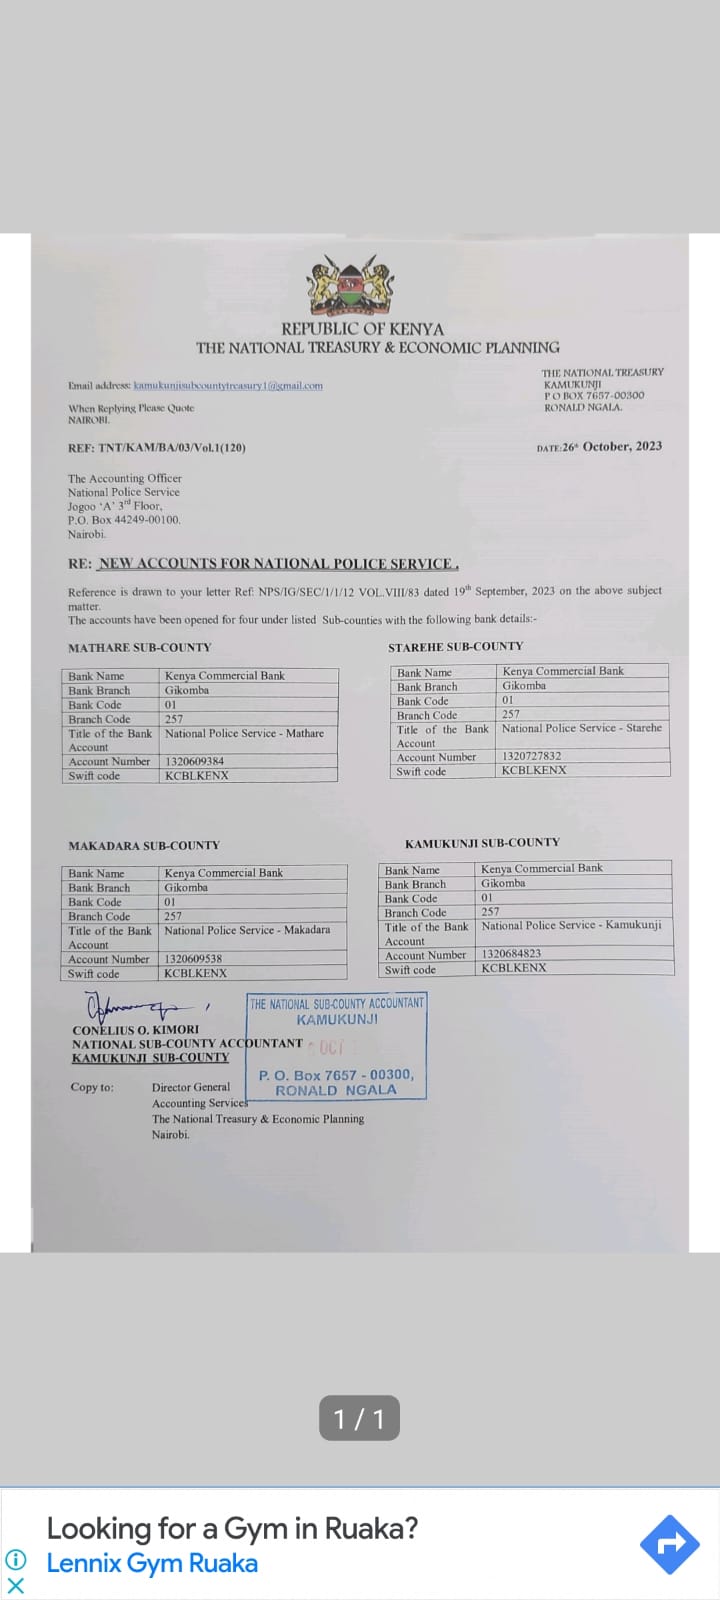 REPUBLIC OF KENYA
THE NATIONAL TREASURY & ECONOMIC PLANNING
Email address: kamukunjisubcountytreasury1@gmail.com
When Replying Please Quote
NAIROBI.
THE NATIONAL TREASURY
KAMUKUNJI
P O BOX 7657-00300
RONALD NGALA.
REF: TNT/KAM/BA/03/Vol.1(120)
DATE:26th October, 2023
The Accounting Officer
National Police Service
Jogoo ‘A’ 3rd Floor,
P.O. Box 44249-00100.
Nairobi.
RE: NEW ACCOUNTS FOR NATIONAL POLICE SERVICE .
Reference is drawn to your letter Ref: NPS/IG/SEC/1/1/12 VOL.VIII/83 dated 19th September, 2023 on the above subject
matter.
The accounts have been opened for four under listed Sub-counties with the following bank details:-
MATHARE SUB-COUNTY
Bank Name Kenya Commercial Bank
Bank Branch Gikomba
Bank Code 01
Branch Code 257
Title of the Bank National Police Service - Mathare
Account
Account Number 1320609384
Swift code KCBLKENX
STAREHE SUB-COUNTY
Bank Name Kenya Commercial Bank
Bank Branch Gikomba
Bank Code 01
Branch Code 257
Title of the Bank National Police Service - Starehe
Account
Account Number 1320727832
Swift code KCBLKENX
MAKADARA SUB-COUNTY
Bank Name Kenya Commercial Bank
Bank Branch Gikomba
Bank Code 01
Branch Code 257
Title of the Bank National Police Service - Makadara
Account
Account Number 1320609538
Swift code KCBLKENX
KAMUKUNJI SUB-COUNTY
Bank Name Kenya Commercial Bank
Bank Branch Gikomba
Bank Code 01
Branch Code 257
Title of the Bank National Police Service - Kamukunji
Account
Account Number 1320684823
Swift code KCBLKENX
CONELIUS O. KIMORI
NATIONAL SUB-COUNTY ACCOUNTANT
KAMUKUNJI SUB-COUNTY
THE NATIONAL SUB-COUNTY ACCOUNTANT
KAMUKUNJI
OCT
P. O. Box 7657 - 00300,
RONALD NGALA
Copy to: Director General
Accounting Services
The National Treasury & Economic Planning
Nairobi.
1 / 1
Looking for a Gym in Ruaka?
Lennix Gym Ruaka